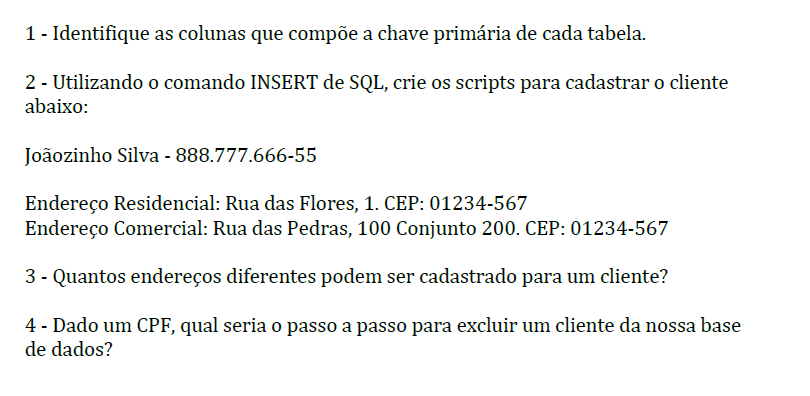 1 - Identifique as colunas que compõe a chave primária de cada tabela.
2 - Utilizando o comando INSERT de SQL, crie os scripts para cadastrar o cliente
abaixo:
Joãozinho Silva - 888.777.666-55
Endereço Residencial: Rua das Flores, 1. CEP: 01234-567
Endereço Comercial: Rua das Pedras, 100 Conjunto 200. CEP: 01234-567
3 - Quantos endereços diferentes podem ser cadastrado para um cliente?
4 - Dado um CPF, qual seria o passo a passo para excluir um cliente da nossa base
de dados?